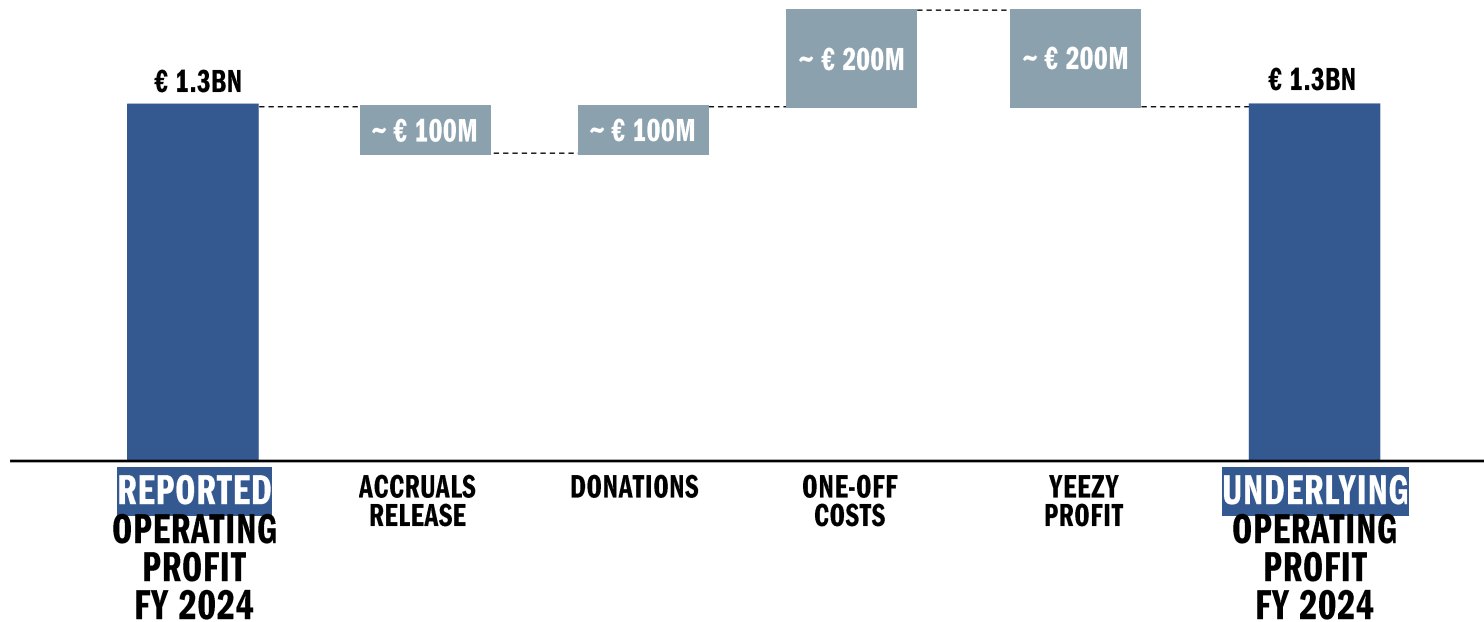 € 1.3BN
~ € 100M
~ € 100M
~ € 200M
~ € 200M
€ 1.3BN
REPORTED
OPERATING
PROFIT
FY 2024
ACCRUALS
RELEASE
DONATIONS
ONE-OFF
COSTS
YEEZY
PROFIT
UNDERLYING
OPERATING
PROFIT
FY 2024